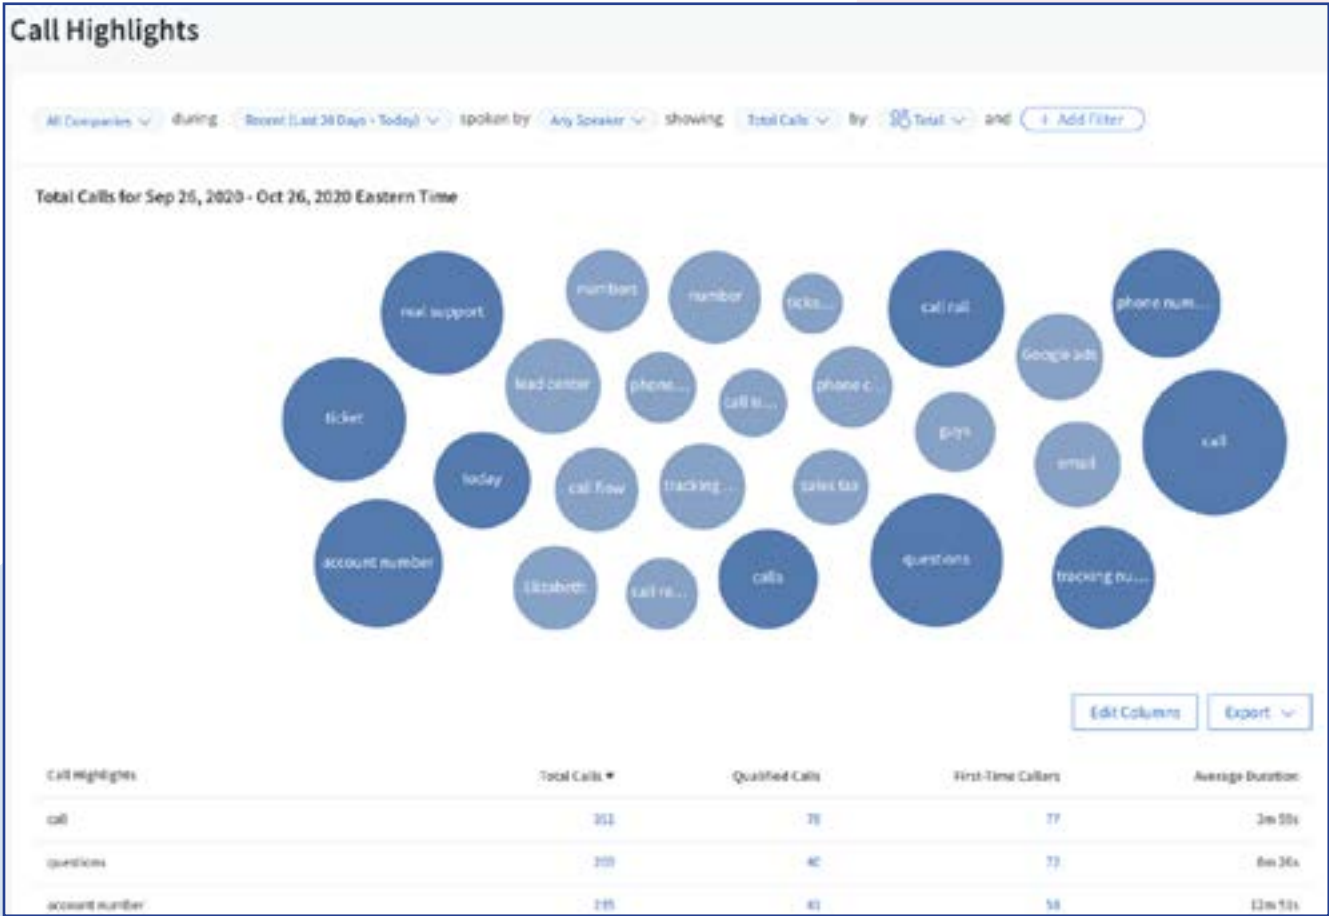 Call Highlights
All Companies during Recent (Last 30 Days - Today) spoken by Any Speaker showing Total Calls by Total and + Add Filter
Total Calls for Sep 26, 2020 - Oct 26, 2020 Eastern Time
real support
numbers
number
ticke...
call rail
phone num...
Google ads
lead center
phone...
call
phone c...
ticket
guys
call
email
today
call flow
tracking ...
sales tax
account number
Elizabeth
call re...
calls
questions
tracking nu...
Edit Columns Export
Call Highlights Total Calls Qualified Calls First-Time Callers Average Duration
call 77
questions
account number